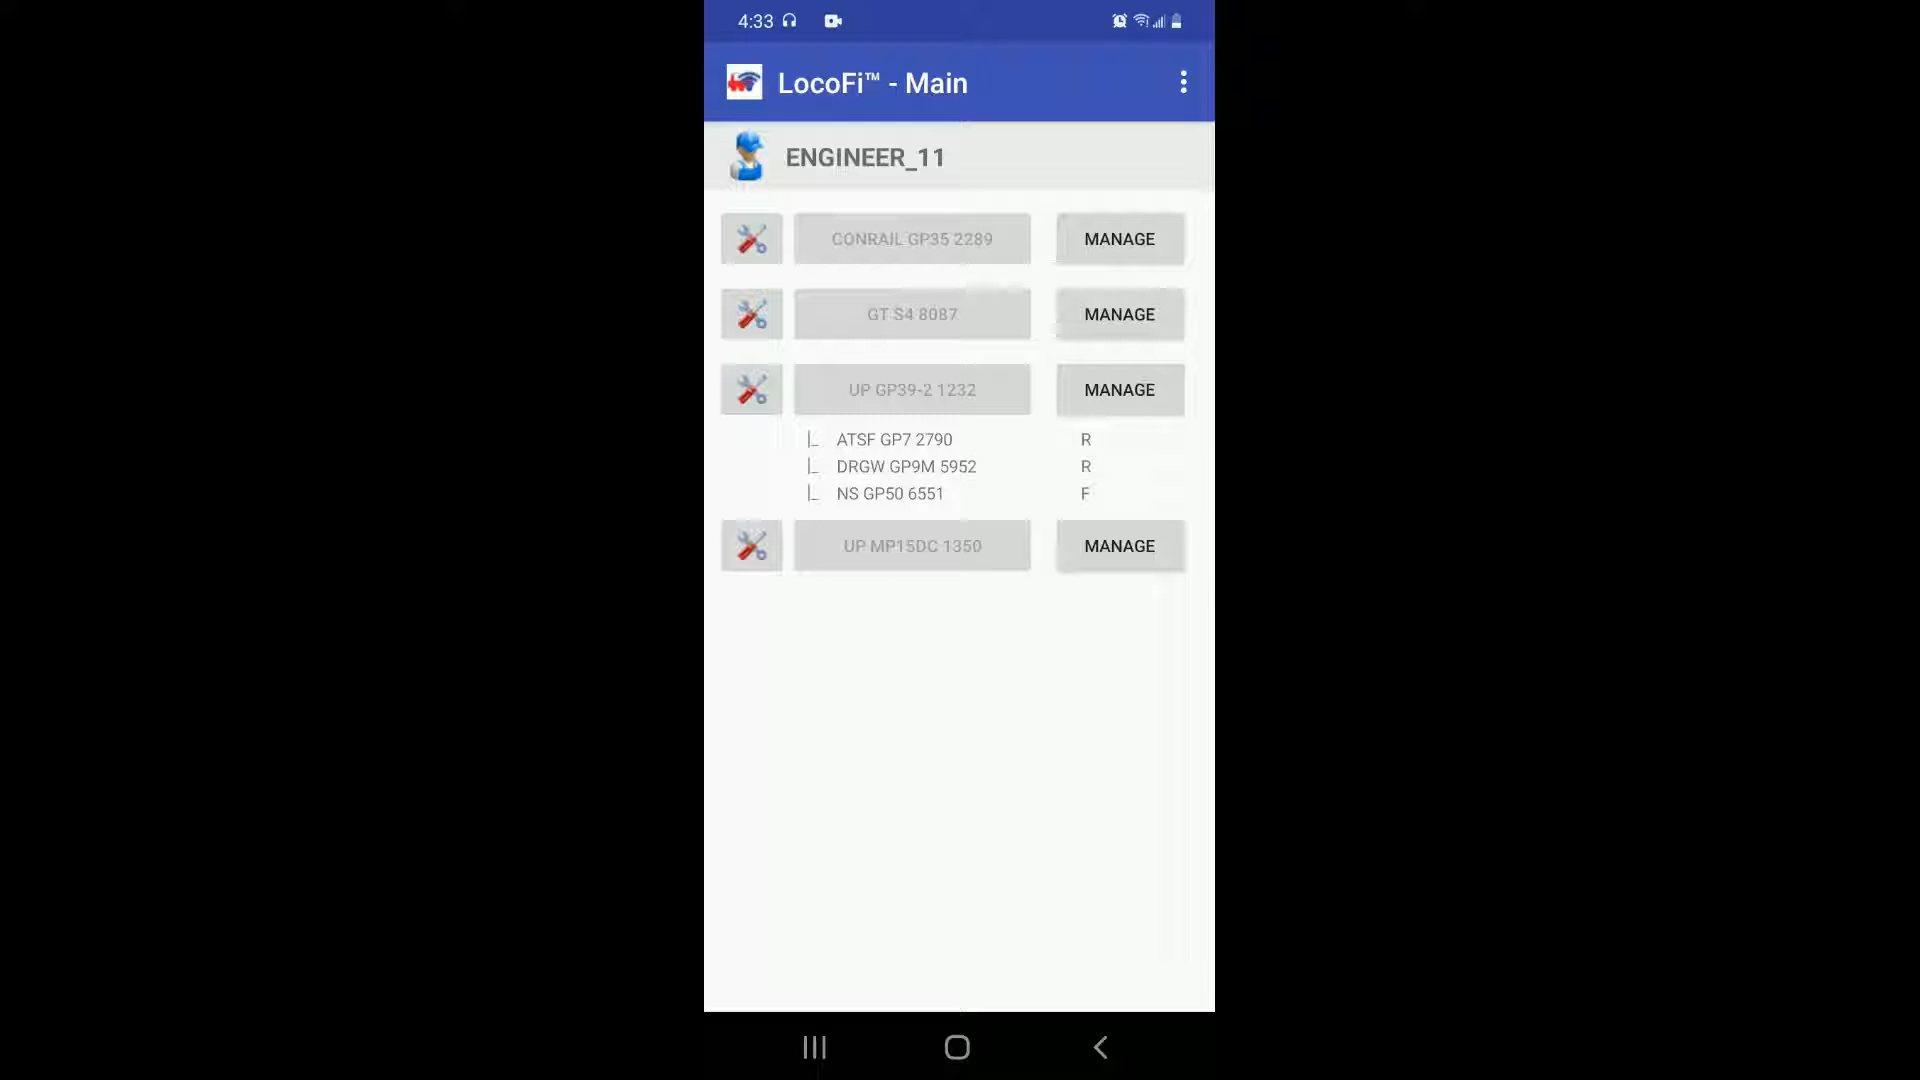 4:33
LocoFi™ - Main
ENGINEER_11
CONRAIL GP35 2289 MANAGE
GT S4 8087 MANAGE
UP GP39-2 1232 MANAGE
|_ ATSF GP7 2790 R
|_ DRGW GP9M 5952 R
|_ NS GP50 6551 F
UP MP15DC 1350 MANAGE